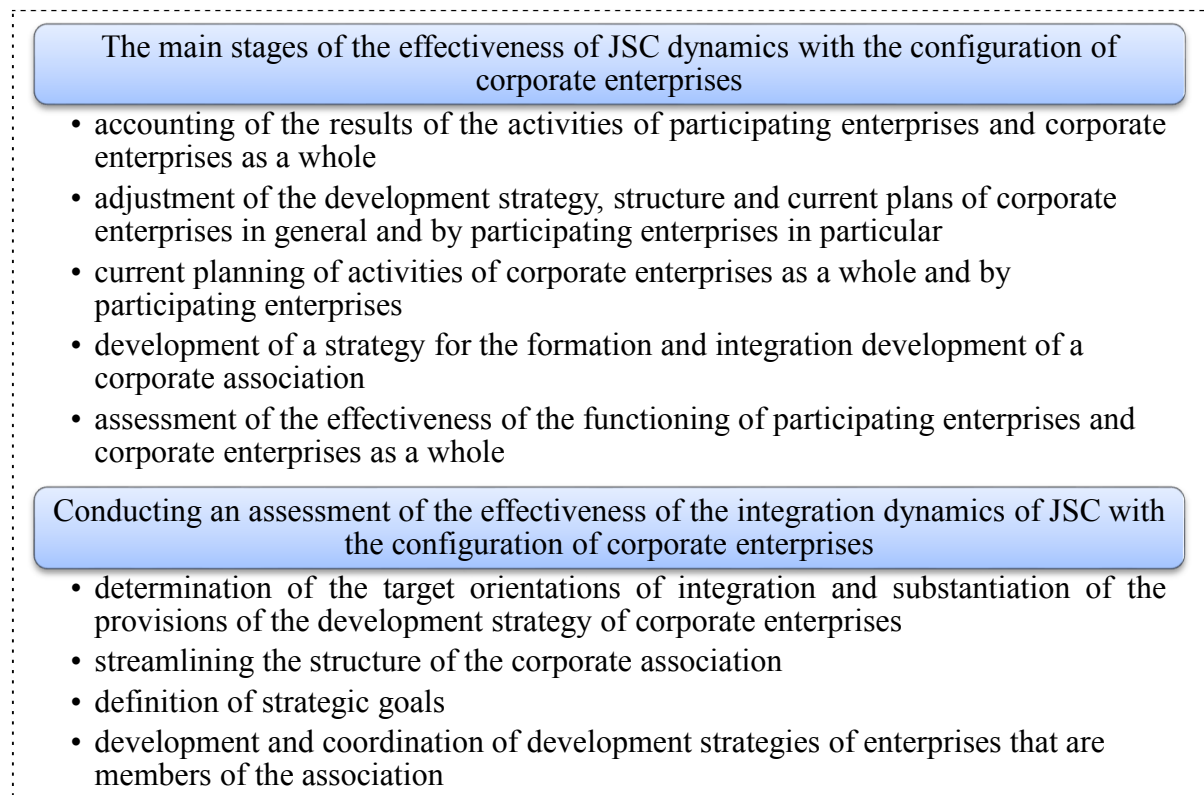 The main stages of the effectiveness of JSC dynamics with the configuration of
corporate enterprises
• accounting of the results of the activities of participating enterprises and corporate
enterprises as a whole
• adjustment of the development strategy, structure and current plans of corporate
enterprises in general and by participating enterprises in particular
• current planning of activities of corporate enterprises as a whole and by
participating enterprises
• development of a strategy for the formation and integration development of a
corporate association
• assessment of the effectiveness of the functioning of participating enterprises and
corporate enterprises as a whole
Conducting an assessment of the effectiveness of the integration dynamics of JSC with
the configuration of corporate enterprises
• determination of the target orientations of integration and substantiation of the
provisions of the development strategy of corporate enterprises
• streamlining the structure of the corporate association
• definition of strategic goals
• development and coordination of development strategies of enterprises that are
members of the association